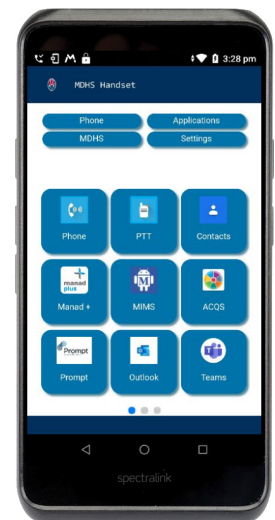 3:28 pm
MDHS Handset
Phone
Applications
MDHS
Settings
Phone
PTT
Contacts
manad
plus
Manad +
M
MIMS
ACQS
Prompt
Prompt
Outlook
Teams
spectralink